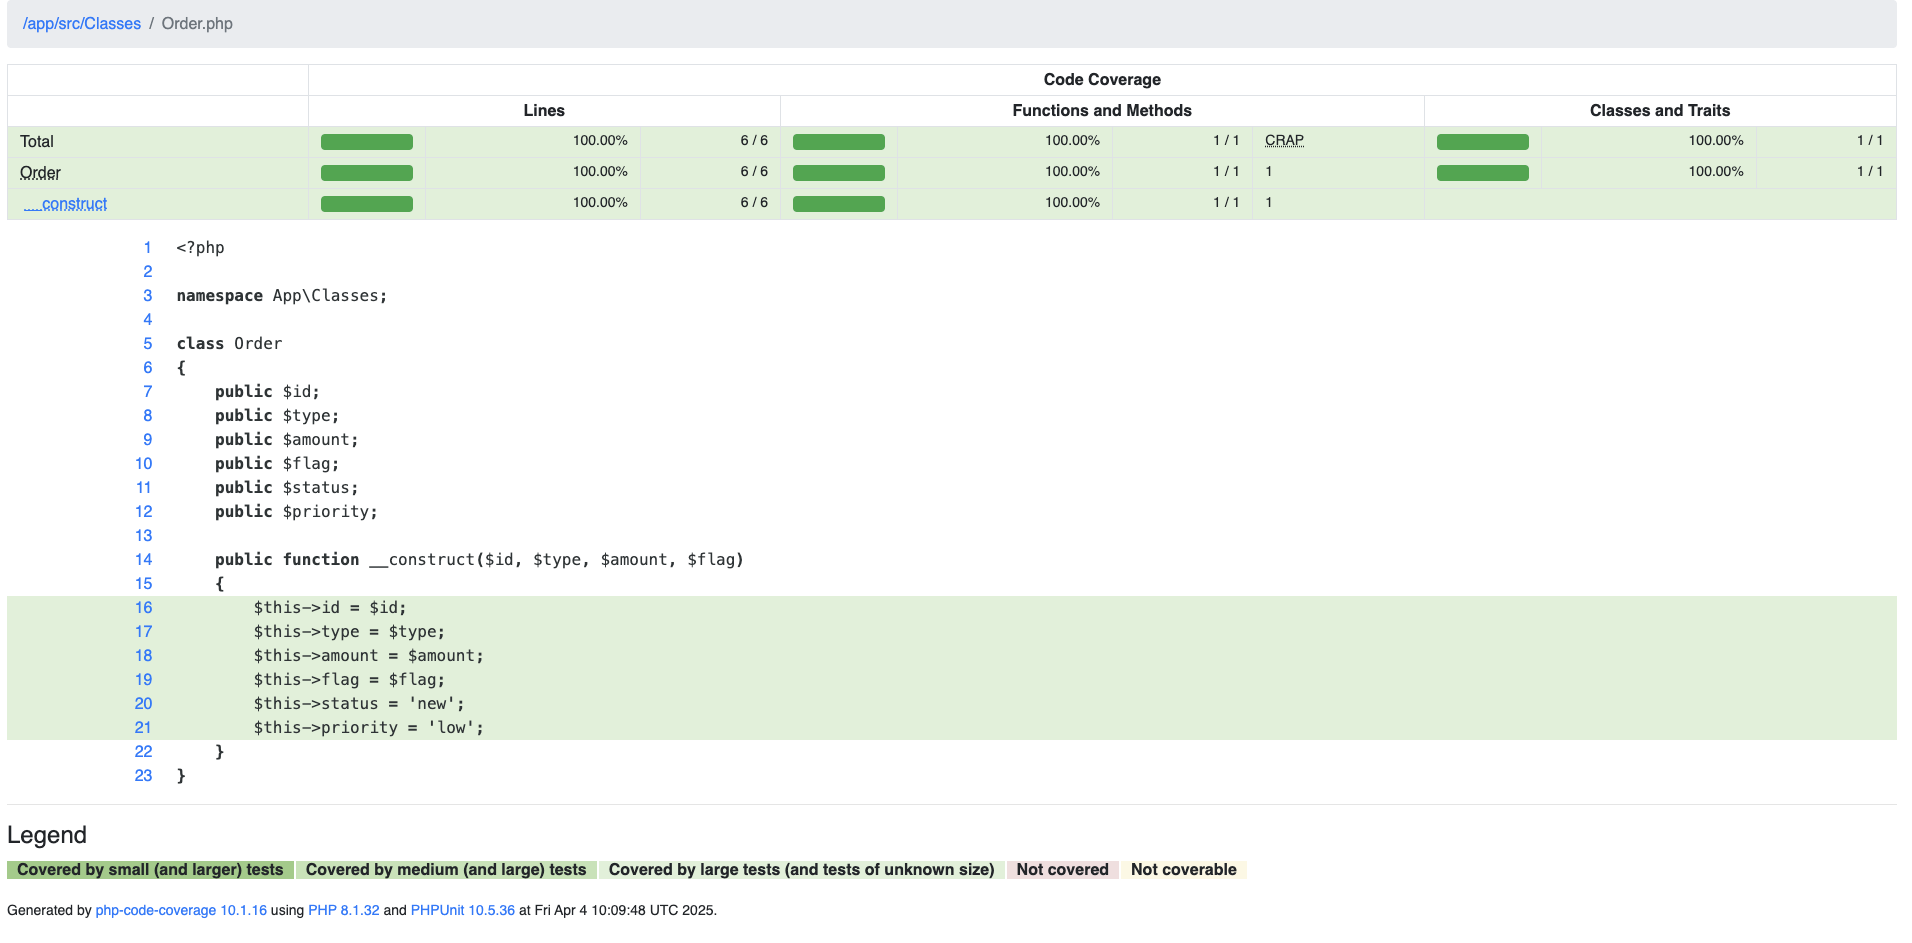 /app/src/Classes / Order.php
Code Coverage
Lines Functions and Methods Classes and Traits
Total 100.00% 6 / 6 100.00% 1 / 1 CRAP 100.00% 1 / 1
Order 100.00% 6 / 6 100.00% 1 / 1 1 100.00% 1 / 1
__construct 100.00% 6 / 6 100.00% 1 / 1 1
1 <?php
2
3 namespace App\Classes;
4
5 class Order
6 {
7     public $id;
8     public $type;
9     public $amount;
10     public $flag;
11     public $status;
12     public $priority;
13
14     public function __construct($id, $type, $amount, $flag)
15     {
16         $this->id = $id;
17         $this->type = $type;
18         $this->amount = $amount;
19         $this->flag = $flag;
20         $this->status = 'new';
21         $this->priority = 'low';
22     }
23 }
Legend
Covered by small (and larger) tests Covered by medium (and large) tests Covered by large tests (and tests of unknown size) Not covered Not coverable
Generated by php-code-coverage 10.1.16 using PHP 8.1.32 and PHPUnit 10.5.36 at Fri Apr 4 10:09:48 UTC 2025.